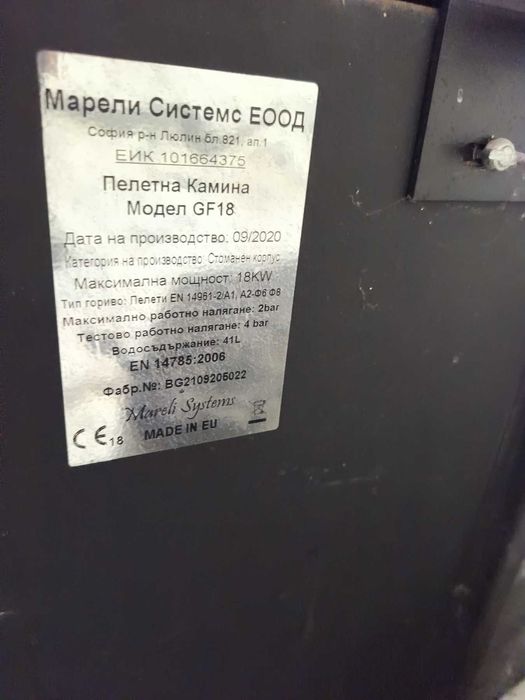 Марели Системс ЕООД
София р-н Люлин бл.821, ап.1
ЕИК 101664375
Пелетна Камина
Модел GF18
Дата на производство: 09/2020
Категория на производство: Стоманен корпус
Максимална мощност: 18KW
Тип гориво: Пелети EN 14961-2/A1, A2-Ф6 Ф8
Максимално работно налягане: 2bar
Тестово работно налягане: 4 bar
Водосъдържание: 41L
EN 14785:2006
Фабр.№: BG2109205022
Mareli Systems
CE18 MADE IN EU